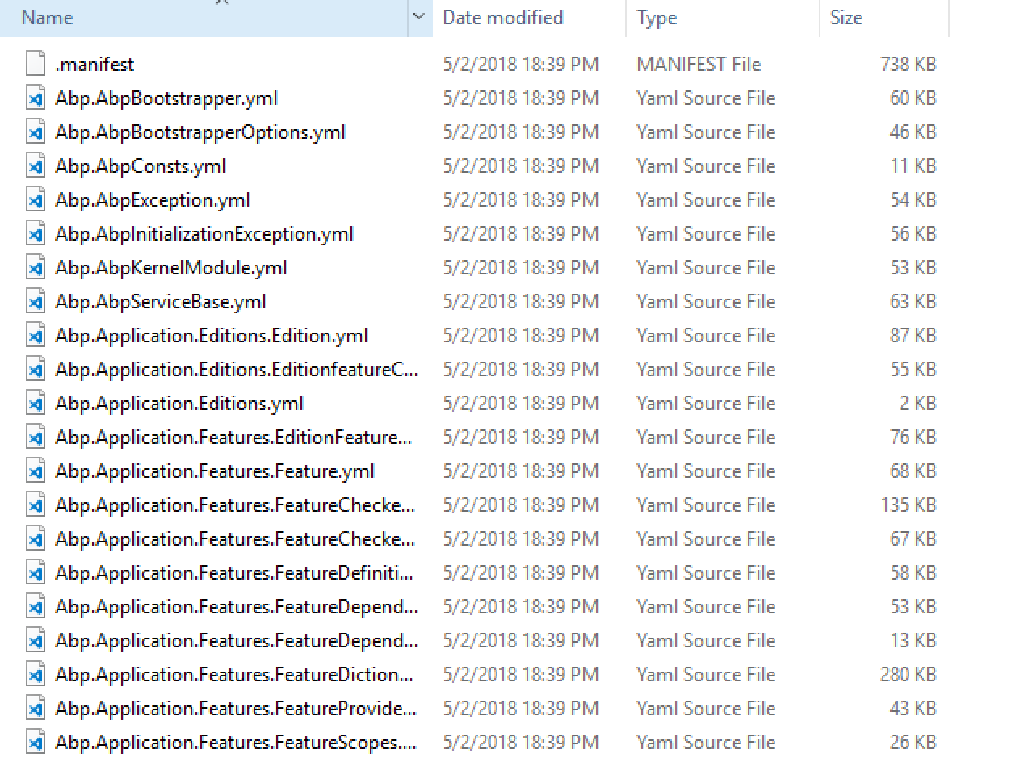 Name Date modified Type Size
.manifest 5/2/2018 18:39 PM MANIFEST File 738 KB
Abp.AbpBootstrapper.yml 5/2/2018 18:39 PM Yaml Source File 60 KB
Abp.AbpBootstrapperOptions.yml 5/2/2018 18:39 PM Yaml Source File 46 KB
Abp.AbpConsts.yml 5/2/2018 18:39 PM Yaml Source File 11 KB
Abp.AbpException.yml 5/2/2018 18:39 PM Yaml Source File 54 KB
Abp.AbpInitializationException.yml 5/2/2018 18:39 PM Yaml Source File 56 KB
Abp.AbpKernelModule.yml 5/2/2018 18:39 PM Yaml Source File 53 KB
Abp.AbpServiceBase.yml 5/2/2018 18:39 PM Yaml Source File 63 KB
Abp.Application.Editions.Edition.yml 5/2/2018 18:39 PM Yaml Source File 87 KB
Abp.Application.Editions.EditionfeatureC... 5/2/2018 18:39 PM Yaml Source File 55 KB
Abp.Application.Editions.yml 5/2/2018 18:39 PM Yaml Source File 2 KB
Abp.Application.Features.EditionFeature... 5/2/2018 18:39 PM Yaml Source File 76 KB
Abp.Application.Features.Feature.yml 5/2/2018 18:39 PM Yaml Source File 68 KB
Abp.Application.Features.FeatureChecke... 5/2/2018 18:39 PM Yaml Source File 135 KB
Abp.Application.Features.FeatureChecke... 5/2/2018 18:39 PM Yaml Source File 67 KB
Abp.Application.Features.FeatureDefiniti... 5/2/2018 18:39 PM Yaml Source File 58 KB
Abp.Application.Features.FeatureDepend... 5/2/2018 18:39 PM Yaml Source File 53 KB
Abp.Application.Features.FeatureDepend... 5/2/2018 18:39 PM Yaml Source File 13 KB
Abp.Application.Features.FeatureDiction... 5/2/2018 18:39 PM Yaml Source File 280 KB
Abp.Application.Features.FeatureProvide... 5/2/2018 18:39 PM Yaml Source File 43 KB
Abp.Application.Features.FeatureScopes.... 5/2/2018 18:39 PM Yaml Source File 26 KB